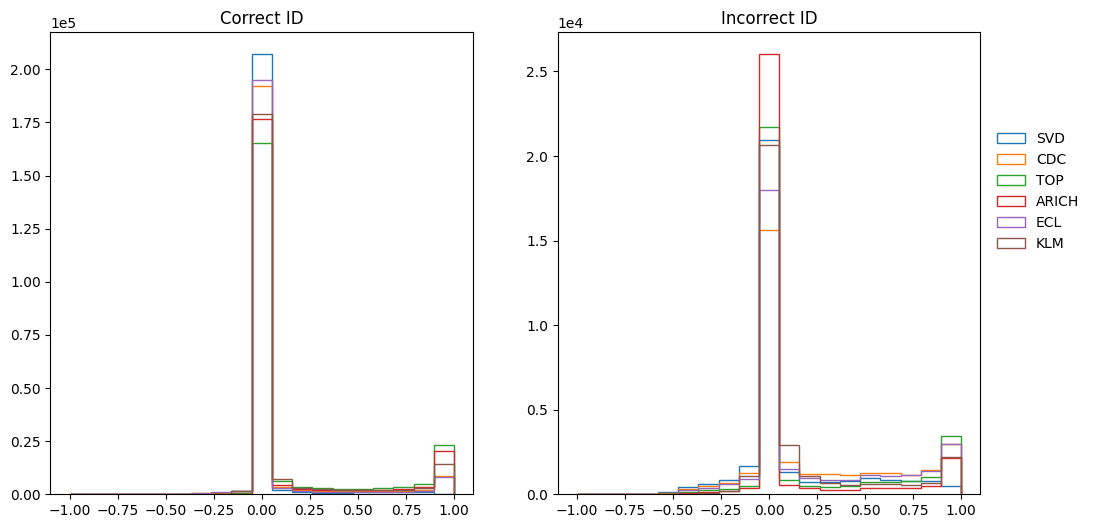 Correct ID
1e5
2.00
1.75
1.50
1.25
1.00
0.75
0.50
0.25
0.00
−1.00 −0.75 −0.50 −0.25 0.00 0.25 0.50 0.75 1.00
Incorrect ID
1e4
2.5
2.0
1.5
1.0
0.5
0.0
−1.00 −0.75 −0.50 −0.25 0.00 0.25 0.50 0.75 1.00
SVD
CDC
TOP
ARICH
ECL
KLM